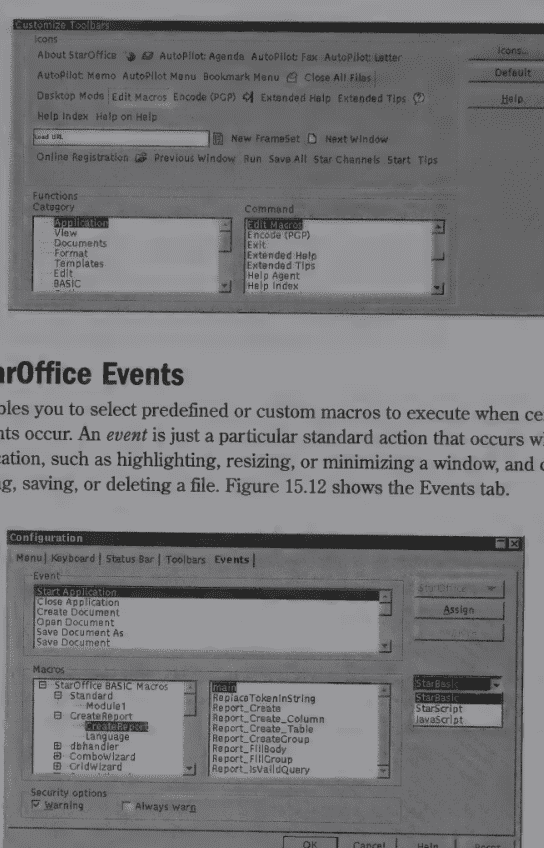 Customize Toolbars
Icons
About StarOffice AutoPilot: Agenda AutoPilot: Fax AutoPilot: Letter
Icons...
AutoPilot: Memo AutoPilot Menu Bookmark Menu Close All Files
Default
Desktop Mode Edit Macros Encode (PGP) Extended Help Extended Tips
Help
Help Index Help on Help
Load URL New FrameSet Next Window
Online Registration Previous Window Run Save All Star Channels Start Tips
Functions
Category
Command
Application
View
Documents
Format
Templates
Edit
BASIC
Edit Macros
Encode (PGP)
Exit
Extended Help
Extended Tips
Help Agent
Help Index
arOffice Events
bles you to select predefined or custom macros to execute when ce
nts occur. An event is just a particular standard action that occurs w
cation, such as highlighting, resizing, or minimizing a window, and
ng, saving, or deleting a file. Figure 15.12 shows the Events tab.
Configuration
Menu Keyboard Status Bar Toolbars Events
Event
Start Application
Close Application
Create Document
Open Document
Save Document As
Save Document
StarOffice
Assign
Macros
StarOffice BASIC Macros
Standard
Module1
CreateReport
CreateReport
Language
dbhandler
ComboWizard
GridWizard
main
ReplaceTokenInString
Report_Create
Report_Create_Column
Report_Create_Table
Report_CreateGroup
Report_FillBody
Report_FillGroup
Report_IsValidQuery
StarBasic
StarBasic
StarScript
JavaScript
Security options
Warning Always warn
OK Cancel Help Reset